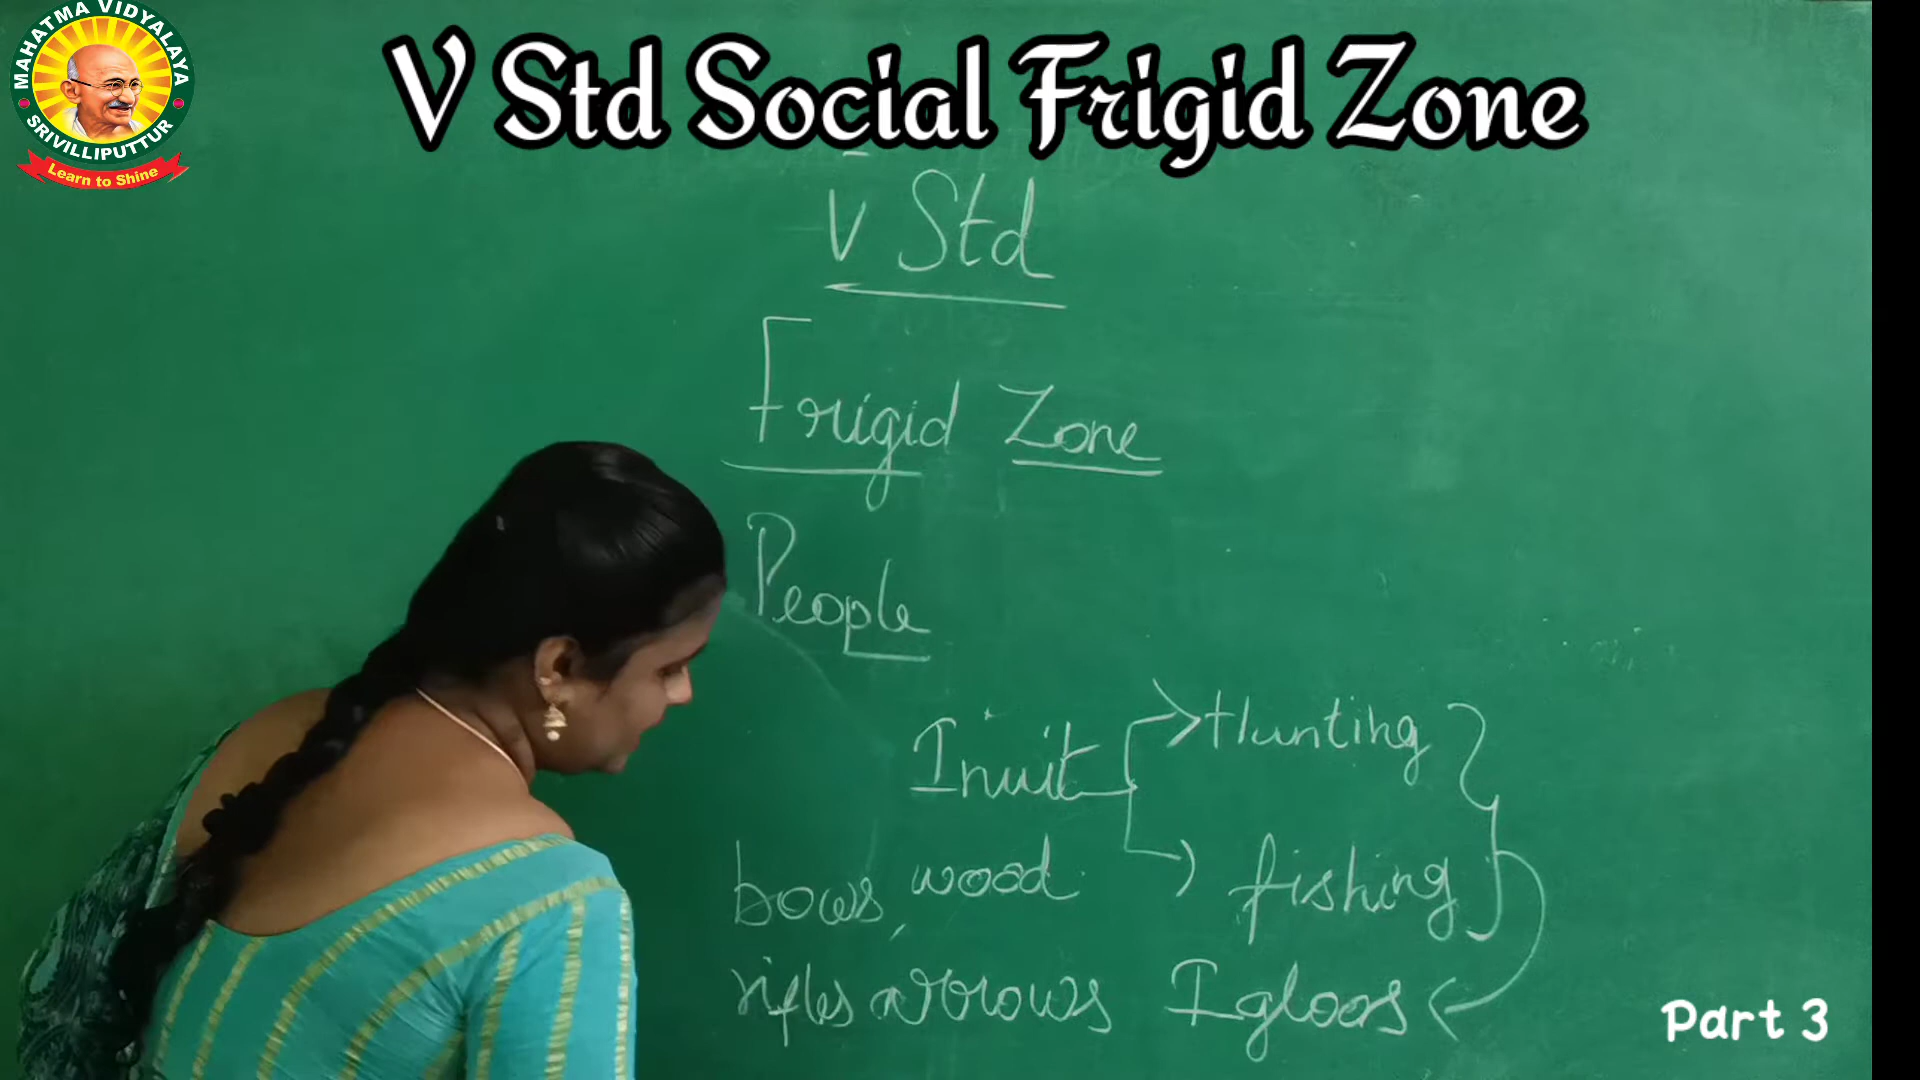 MAHATMA VIDYALAYA
SRIVILLIPUTTUR
Learn to Shine
V Std Social Frigid Zone
V Std
Frigid Zone
People
Inuit Hunting
bows, wood fishing
rifles arrows Igloos
Part 3